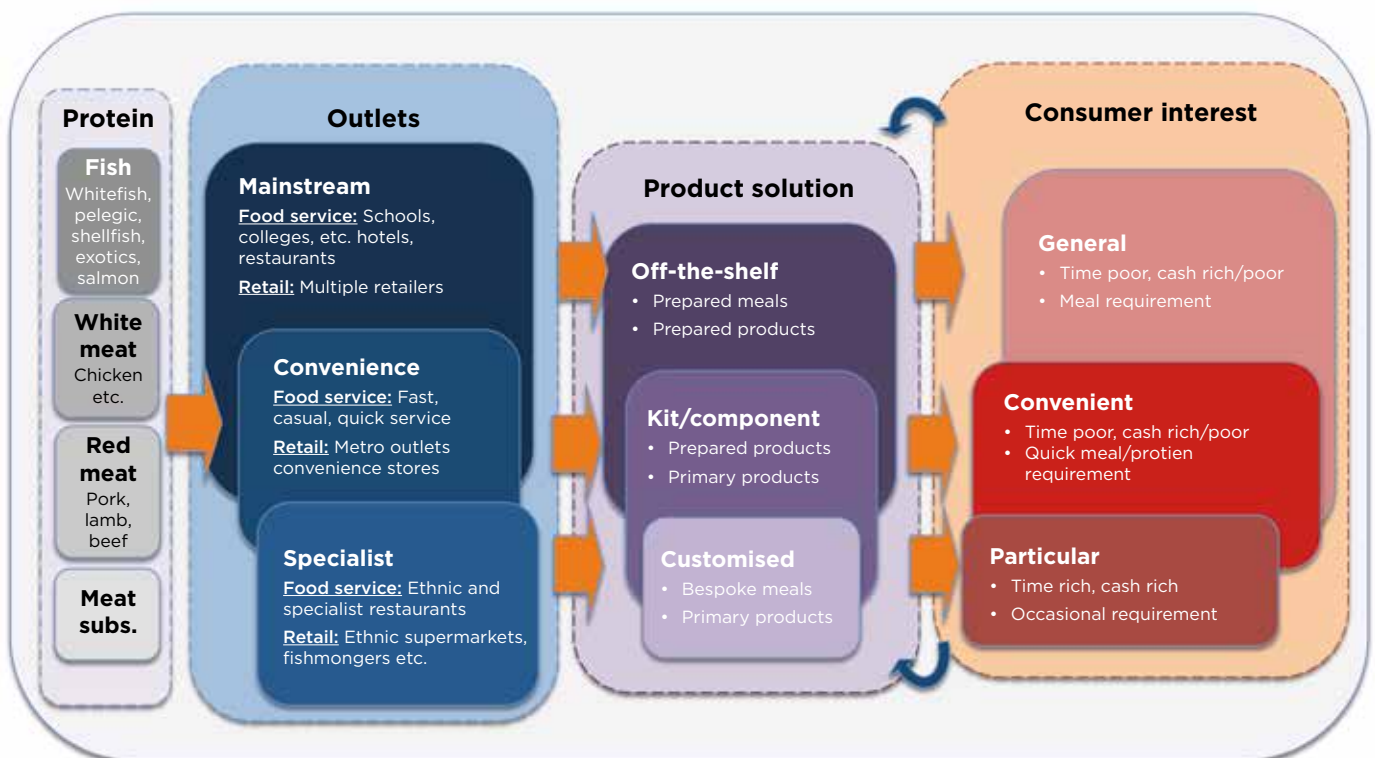 Protein
Fish
Whitefish,
pelegic,
shellfish,
exotics,
salmon
White
meat
Chicken
etc.
Red
meat
Pork,
lamb,
beef
Meat
subs.
Outlets
Mainstream
Food service: Schools,
colleges, etc. hotels,
restaurants
Retail: Multiple retailers
Convenience
Food service: Fast,
casual, quick service
Retail: Metro outlets
convenience stores
Specialist
Food service: Ethnic and
specialist restaurants
Retail: Ethnic supermarkets,
fishmongers etc.
Product solution
Off-the-shelf
• Prepared meals
• Prepared products
Kit/component
• Prepared products
• Primary products
Customised
• Bespoke meals
• Primary products
Consumer interest
General
• Time poor, cash rich/poor
• Meal requirement
Convenient
• Time poor, cash rich/poor
• Quick meal/protien
requirement
Particular
• Time rich, cash rich
• Occasional requirement